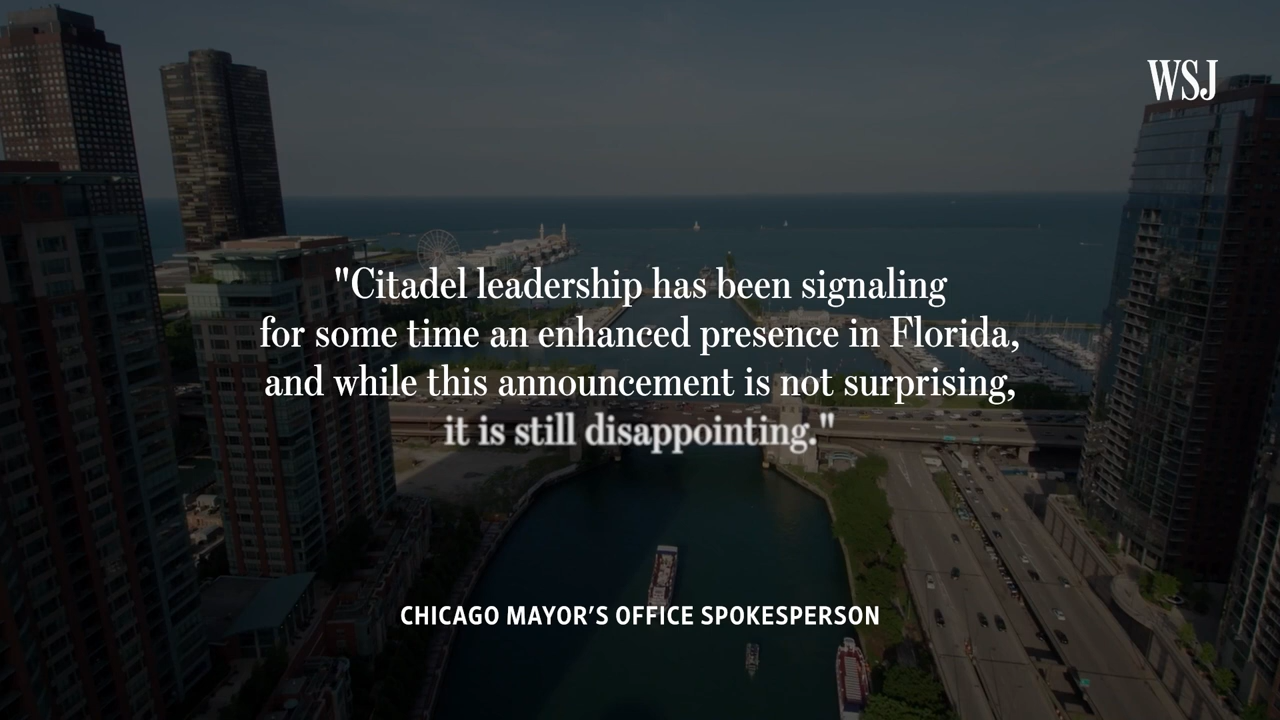 WSJ
"Citadel leadership has been signaling
for some time an enhanced presence in Florida,
and while this announcement is not surprising,
it is still disappointing."
CHICAGO MAYOR’S OFFICE SPOKESPERSON